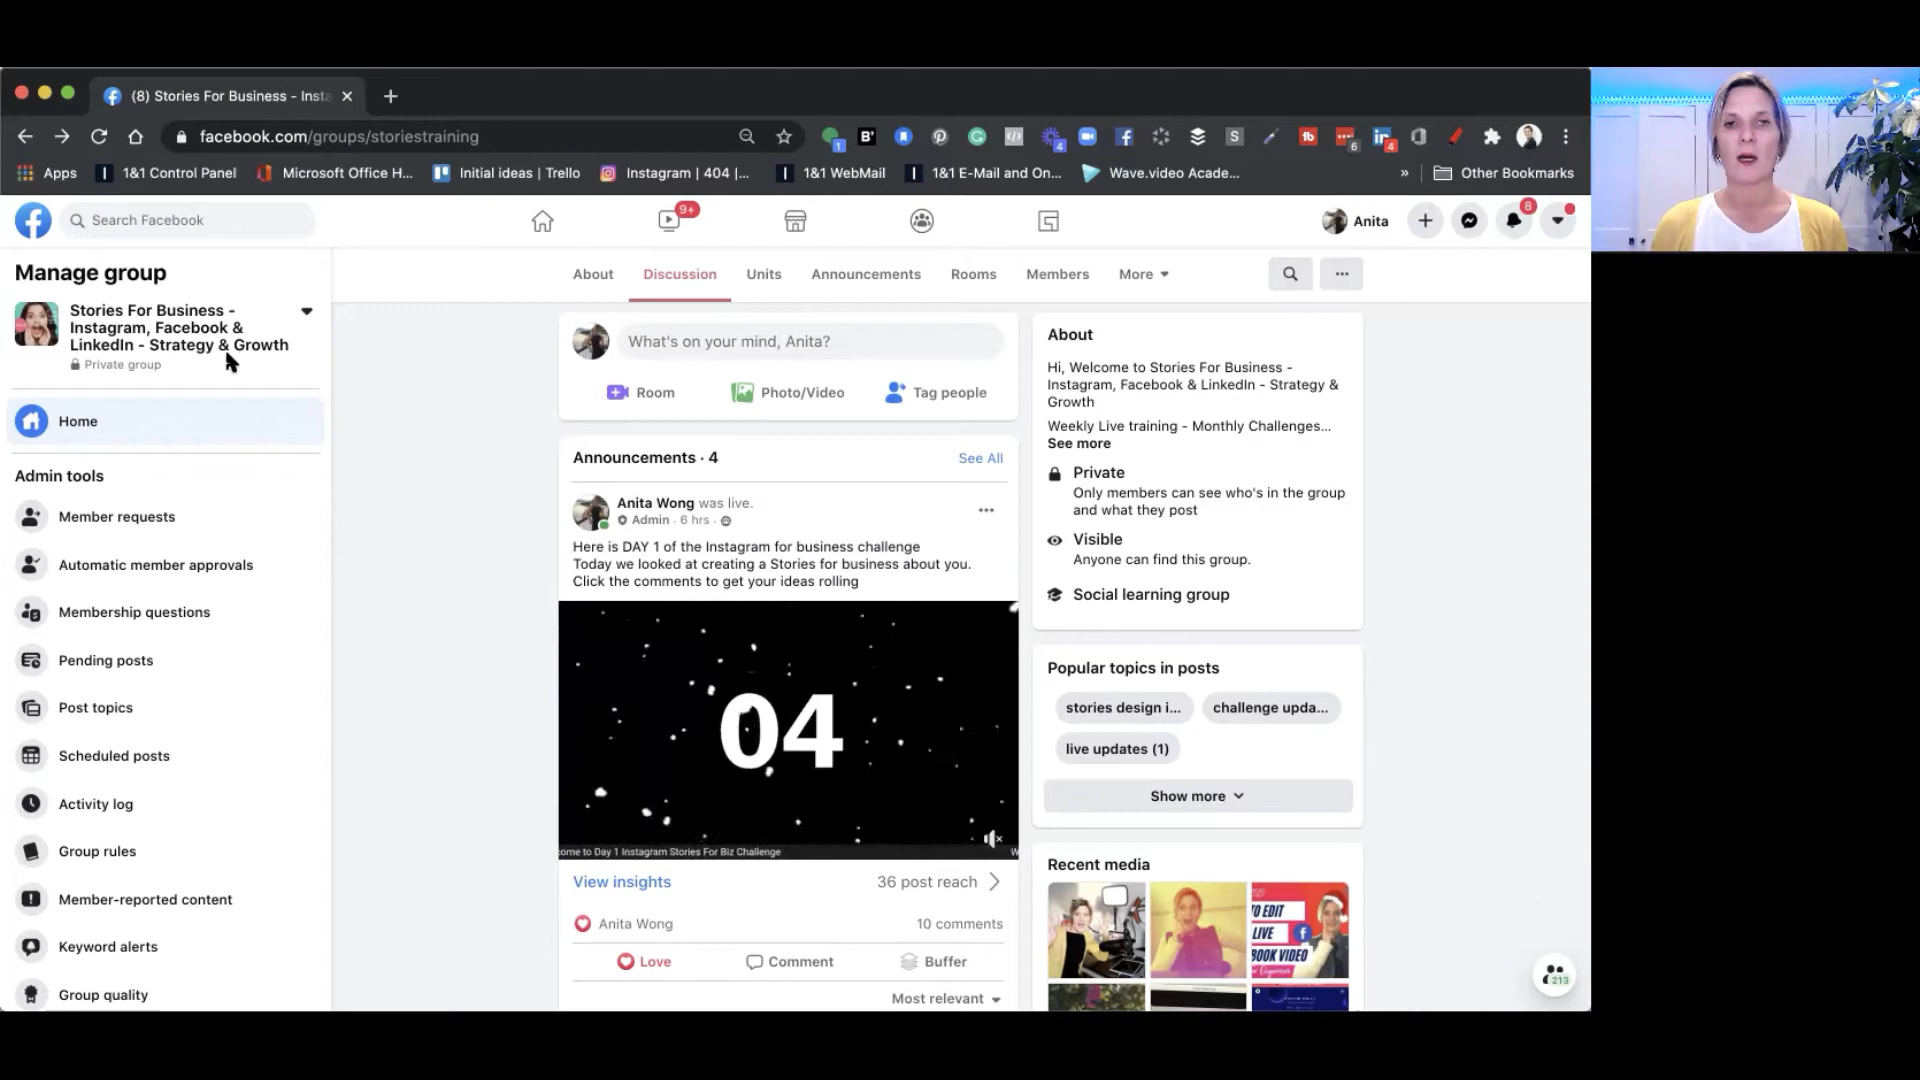 (8) Stories For Business - Insta
facebook.com/groups/storiestraining
1
B'
4
tb
6
4
S
Apps
1&1 Control Panel
Microsoft Office H...
Initial ideas | Trello
Instagram | 404 |...
1&1 WebMail
1&1 E-Mail and On...
Wave.video Acade...
»
Other Bookmarks
Search Facebook
9+
Anita
8
Manage group
Stories For Business -
Instagram, Facebook &
LinkedIn - Strategy & Growth
Private group
Home
Admin tools
Member requests
Automatic member approvals
Membership questions
Pending posts
Post topics
Scheduled posts
Activity log
Group rules
Member-reported content
Keyword alerts
Group quality
About
Discussion
Units
Announcements
Rooms
Members
More
What's on your mind, Anita?
Room
Photo/Video
Tag people
Announcements · 4
See All
Anita Wong was live.
Admin · 6 hrs ·
Here is DAY 1 of the Instagram for business challenge
Today we looked at creating a Stories for business about you.
Click the comments to get your ideas rolling
04
ome to Day 1 Instagram Stories For Biz Challenge
W
View insights
36 post reach
Anita Wong
10 comments
Love
Comment
Buffer
Most relevant
About
Hi, Welcome to Stories For Business -
Instagram, Facebook & LinkedIn - Strategy &
Growth
Weekly Live training - Monthly Challenges...
See more
Private
Only members can see who's in the group
and what they post
Visible
Anyone can find this group.
Social learning group
Popular topics in posts
stories design i...
challenge upda...
live updates (1)
Show more
Recent media
TO EDIT
LIVE
BOOK VIDEO
213